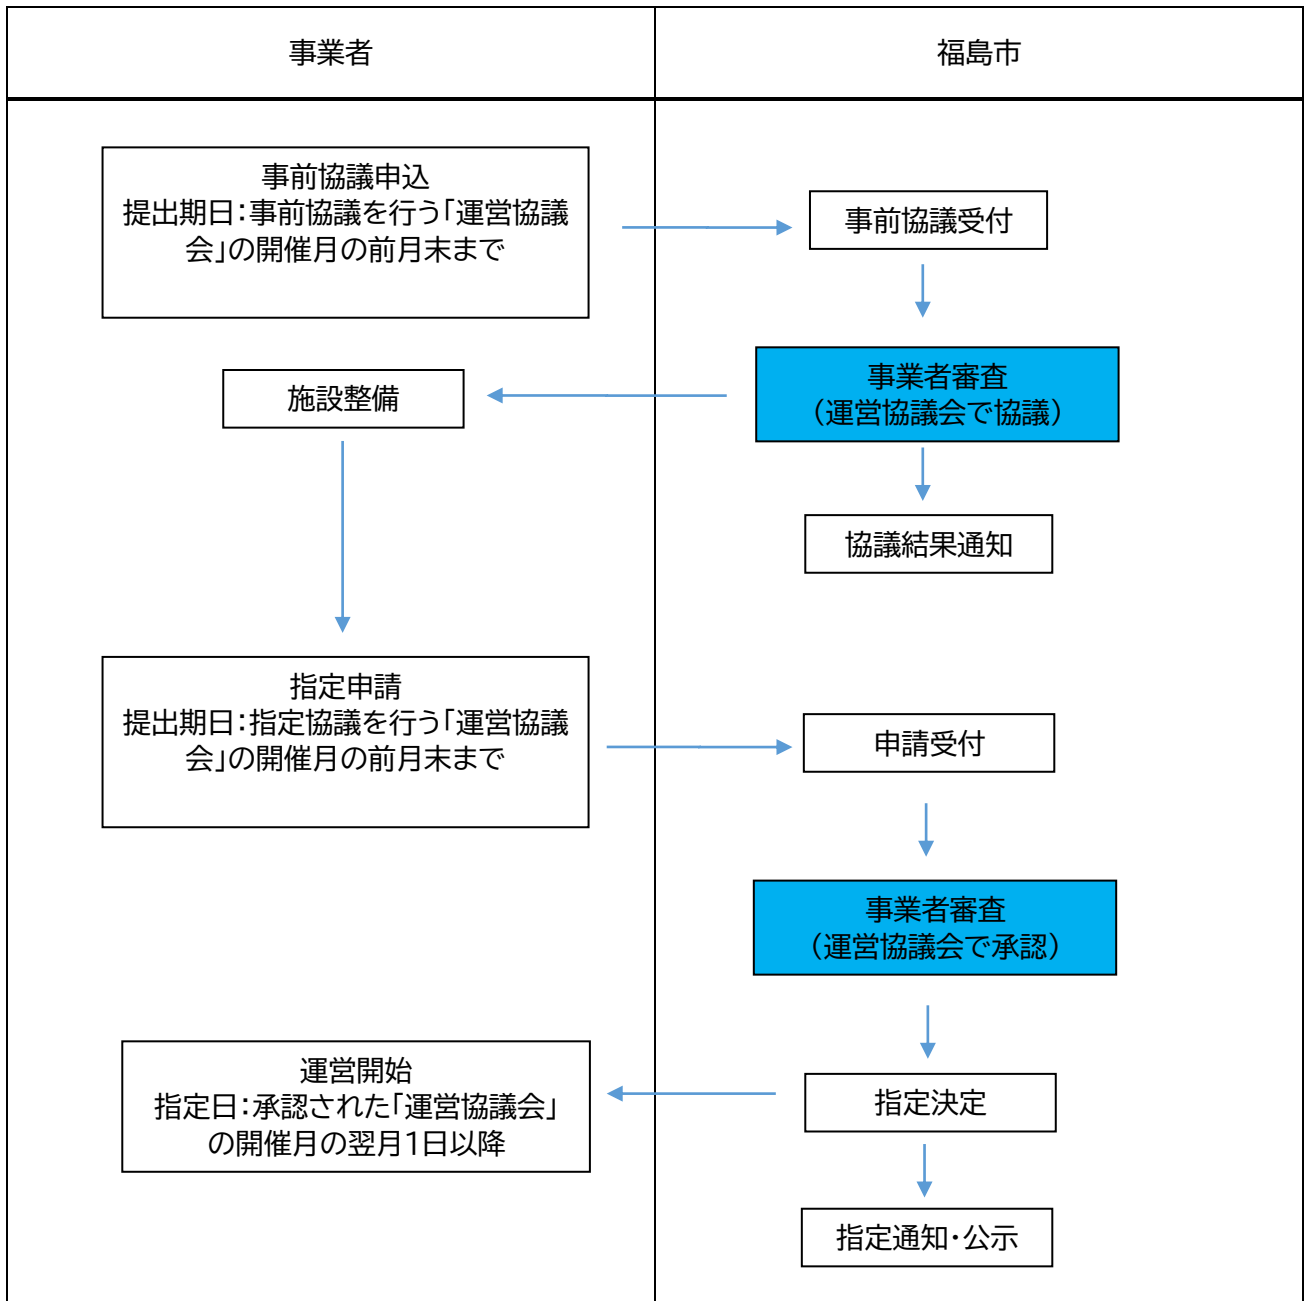 事業者
福島市
事前協議申込
提出期日：事前協議を行う「運営協議
会」の開催月の前月末まで
事前協議受付
事業者審査
（運営協議会で協議）
施設整備
協議結果通知
指定申請
提出期日：指定協議を行う「運営協議
会」の開催月の前月末まで
申請受付
事業者審査
（運営協議会で承認）
運営開始
指定日：承認された「運営協議会」
の開催月の翌月1日以降
指定決定
指定通知・公示